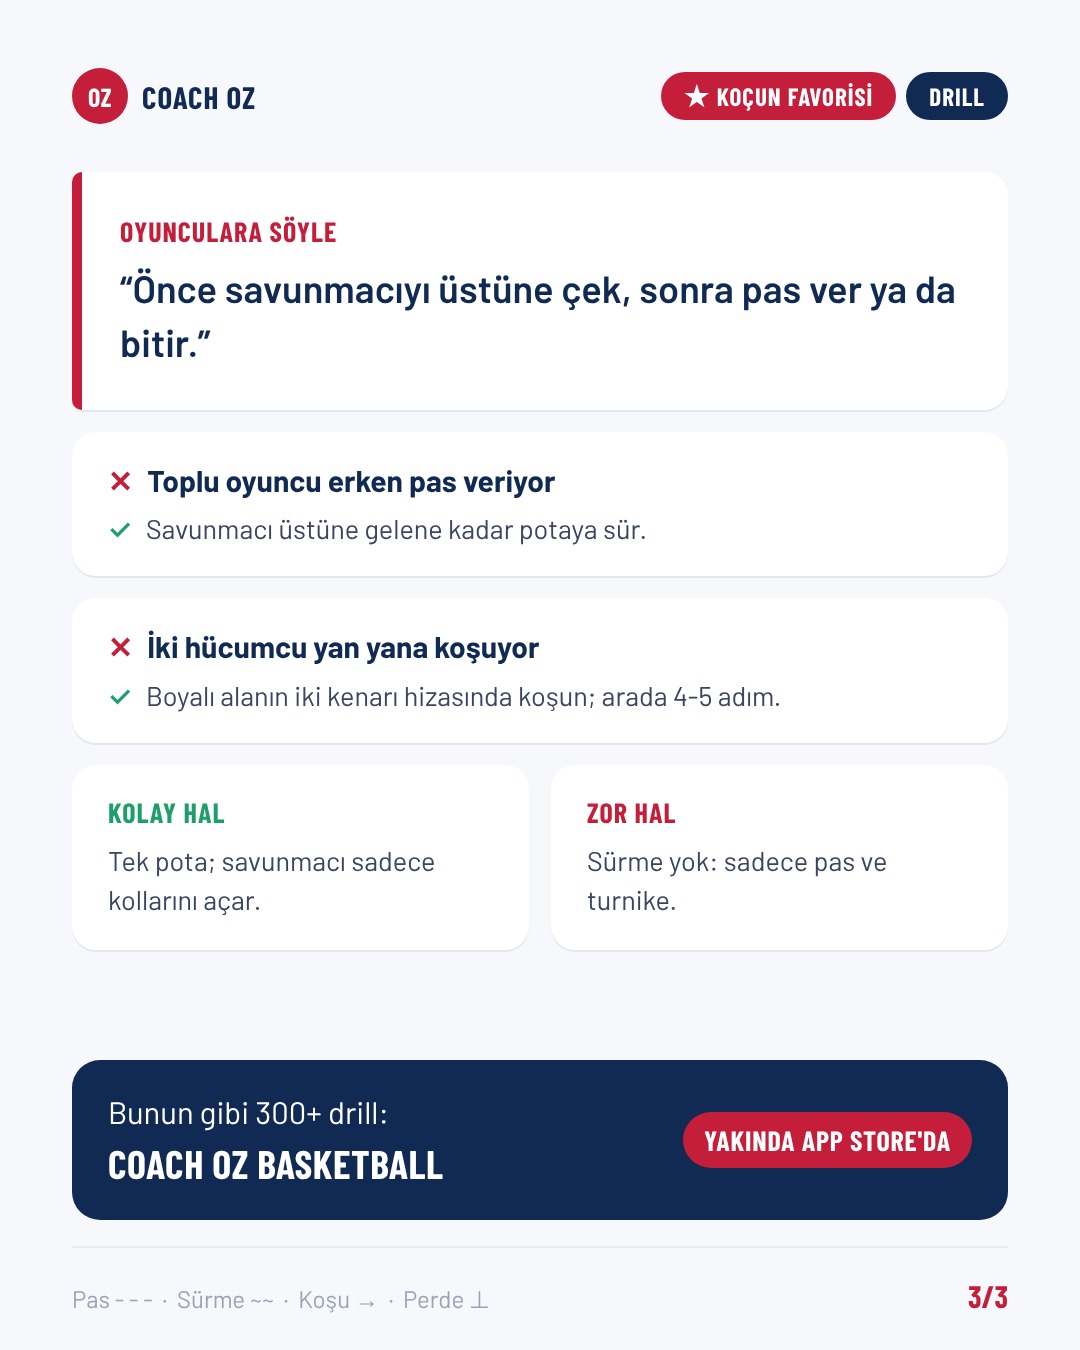 OZ COACH OZ
★ KOÇUN FAVORİSİ
DRILL
OYUNCULARA SÖYLE
“Önce savunmacıyı üstüne çek, sonra pas ver ya da
bitir.”
✕ Toplu oyuncu erken pas veriyor
✓ Savunmacı üstüne gelene kadar potaya sür.
✕ İki hücumcu yan yana koşuyor
✓ Boyalı alanın iki kenarı hizasında koşun; arada 4-5 adım.
KOLAY HAL
Tek pota; savunmacı sadece
kollarını açar.
ZOR HAL
Sürme yok: sadece pas ve
turnike.
Bunun gibi 300+ drill:
COACH OZ BASKETBALL
YAKINDA APP STORE'DA
Pas - - - · Sürme ~~ · Koşu → · Perde ⊥
3/3